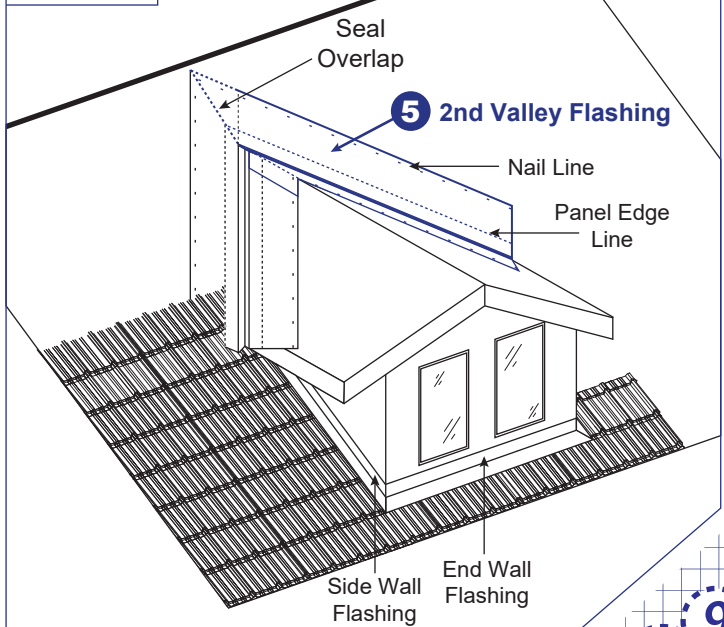 Seal
Overlap
5 2nd Valley Flashing
Nail Line
Panel Edge
Line
Side Wall
Flashing
End Wall
Flashing